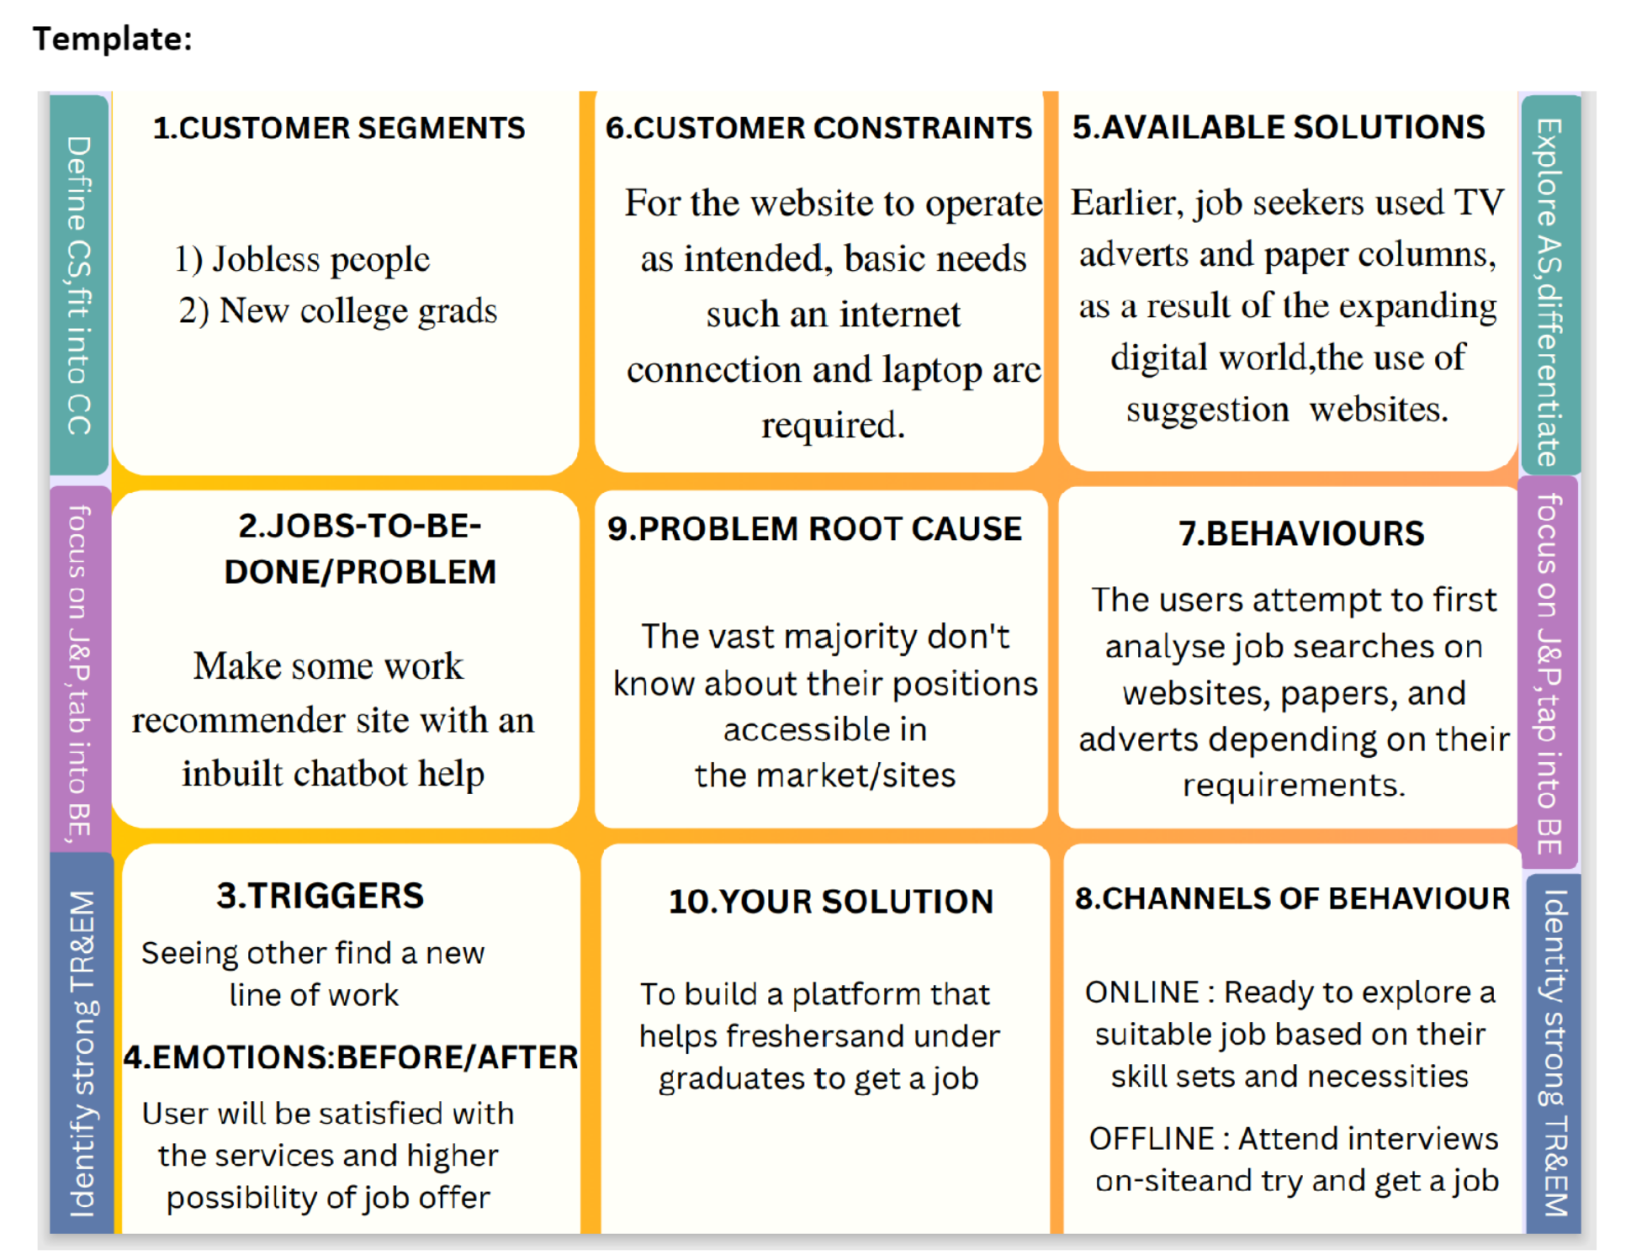 Template:
Define CS,fit into CC
1.CUSTOMER SEGMENTS
1) Jobless people
2) New college grads
6.CUSTOMER CONSTRAINTS
For the website to operate
as intended, basic needs
such an internet
connection and laptop are
required.
5.AVAILABLE SOLUTIONS
Earlier, job seekers used TV
adverts and paper columns,
as a result of the expanding
digital world,the use of
suggestion websites.
Explore AS,differentiate
focus on J&P,tab into BE,
2.JOBS-TO-BE-
DONE/PROBLEM
Make some work
recommender site with an
inbuilt chatbot help
9.PROBLEM ROOT CAUSE
The vast majority don't
know about their positions
accessible in
the market/sites
7.BEHAVIOURS
The users attempt to first
analyse job searches on
websites, papers, and
adverts depending on their
requirements.
focus on J&P,tap into BE
Identify strong TR&EM
3.TRIGGERS
Seeing other find a new
line of work
4.EMOTIONS:BEFORE/AFTER
User will be satisfied with
the services and higher
possibility of job offer
10.YOUR SOLUTION
To build a platform that
helps freshersand under
graduates to get a job
8.CHANNELS OF BEHAVIOUR
ONLINE : Ready to explore a
suitable job based on their
skill sets and necessities
OFFLINE : Attend interviews
on-siteand try and get a job
Identity strong TR&EM